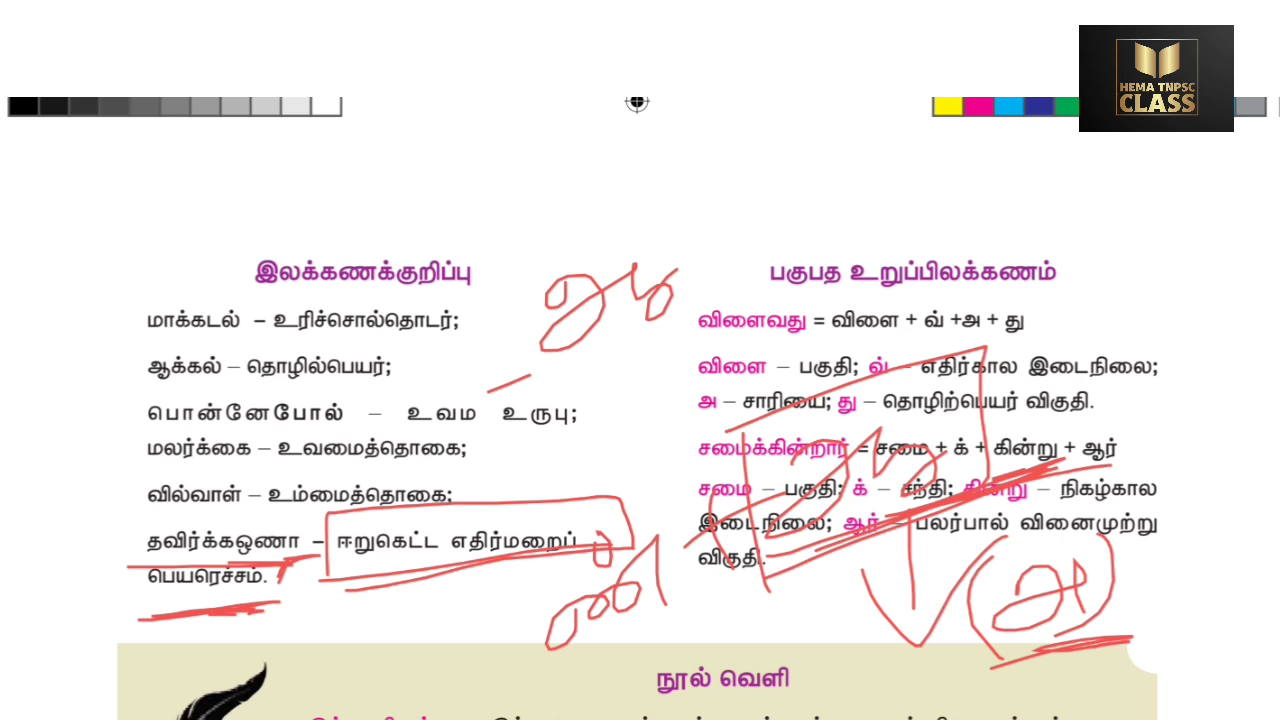 HEMA TNPSC
CLASS
இலக்கணக்குறிப்பு
மாக்கடல் – உரிச்சொல்தொடர்;
ஆக்கல் – தொழில்பெயர்;
பொன்னேபோல் – உவம உருபு;
மலர்க்கை – உவமைத்தொகை;
வில்வாள் – உம்மைத்தொகை;
தவிர்க்கஒணா – ஈறுகெட்ட எதிர்மறைப்
பெயரெச்சம்.
பகுபத உறுப்பிலக்கணம்
விளைவது = விளை + வ் +அ + து
விளை – பகுதி; வ் – எதிர்கால இடைநிலை;
அ – சாரியை; து – தொழிற்பெயர் விகுதி.
சமைக்கின்றார் = சமை + க் + கின்று + ஆர்
சமை – பகுதி; க் – சந்தி; கின்று – நிகழ்கால
இடைநிலை; ஆர் – பலர்பால் வினைமுற்று
விகுதி.
நூல் வெளி